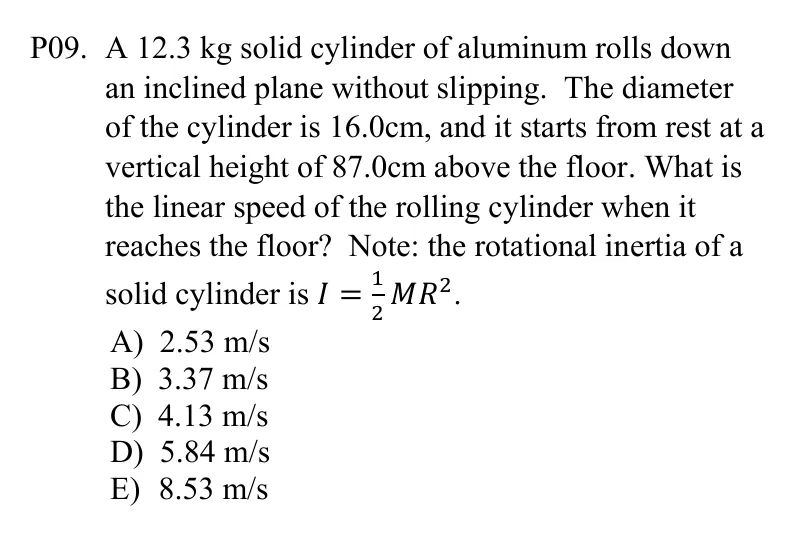 P09. A 12.3 kg solid cylinder of aluminum rolls down
an inclined plane without slipping. The diameter
of the cylinder is 16.0cm, and it starts from rest at a
vertical height of 87.0cm above the floor. What is
the linear speed of the rolling cylinder when it
reaches the floor? Note: the rotational inertia of a
solid cylinder is I = 1/2 MR².
A) 2.53 m/s
B) 3.37 m/s
C) 4.13 m/s
D) 5.84 m/s
E) 8.53 m/s